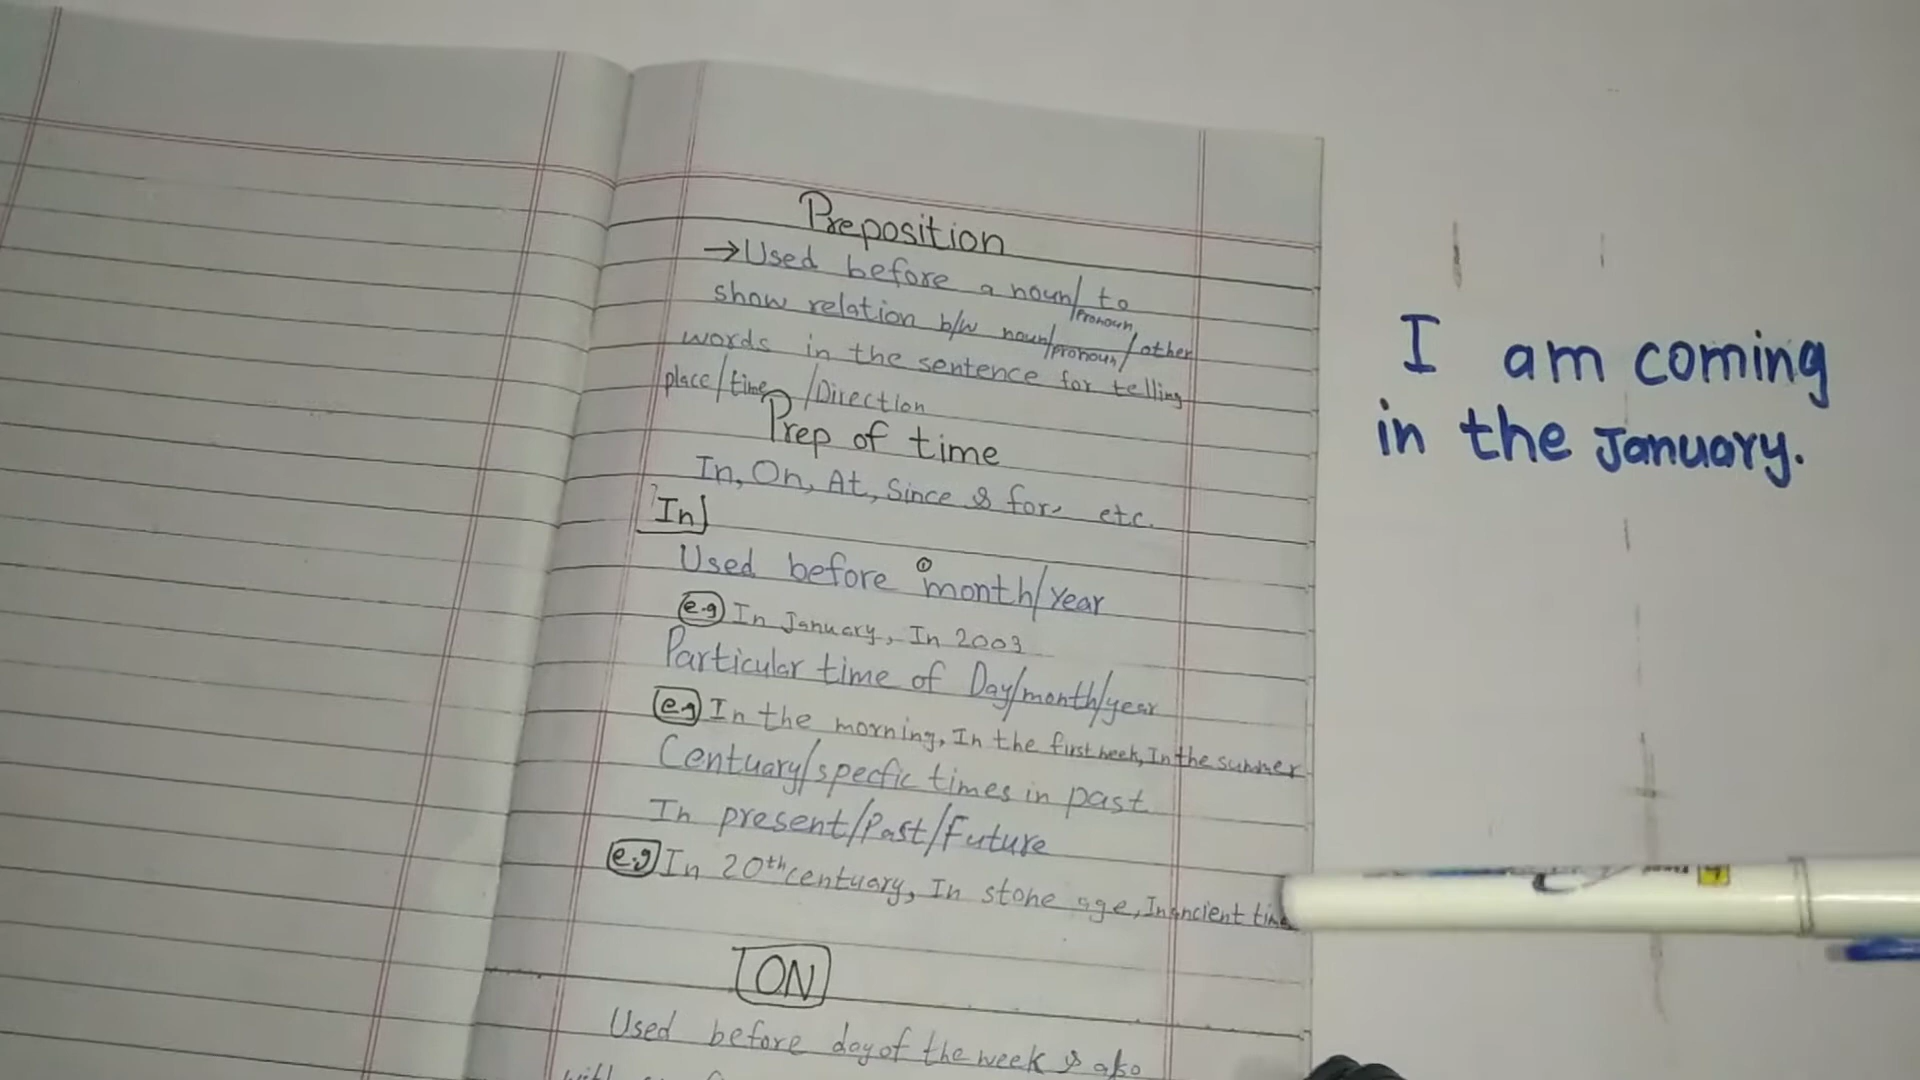 Preposition
→ Used before a noun/pronoun to
show relation b/w noun/pronoun/other
words in the sentence for telling
place/time/Direction
Prep of time
In, On, At, Since & for, etc.
In
Used before ① month/year
e.g In January, In 2003
Particular time of Day/month/year
e.g In the morning, In the first week, In the summer
Centuary/specfic times in past
In present/Past/Future
e.g In 20th centuary, In stone age, In ancient time
ON
Used before day of the week & also
I am coming
in the January.